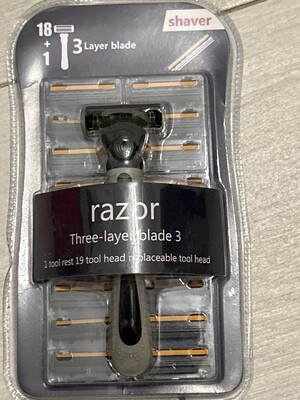 18
+
1
3 Layer blade
shaver
razor
Three-layer blade 3
1 tool rest 19 tool head replaceable tool head